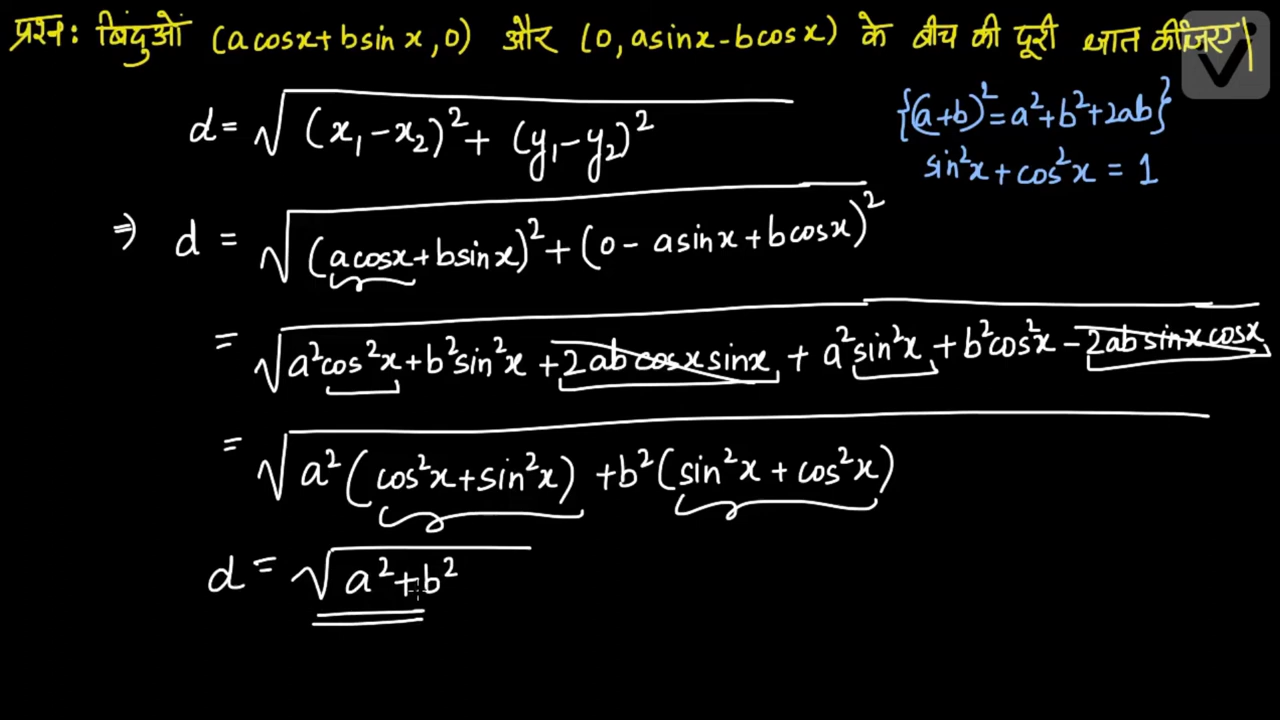 प्रश्न: बिंदुओं (acosx+bsinx,0) और (0,asinx-bcosx) के बीच की दूरी ज्ञात कीजिए|
d=√(x₁-x₂)²+(y₁-y₂)²
{(a+b)²=a²+b²+2ab}
sin²x+cos²x=1
⇒ d = √(acosx+bsinx)²+(0-asinx+bcosx)²
= √a²cos²x+b²sin²x+2abcosxsinx+a²sin²x+b²cos²x-2absinxcosx
= √a²(cos²x+sin²x)+b²(sin²x+cos²x)
d=√a²+b²